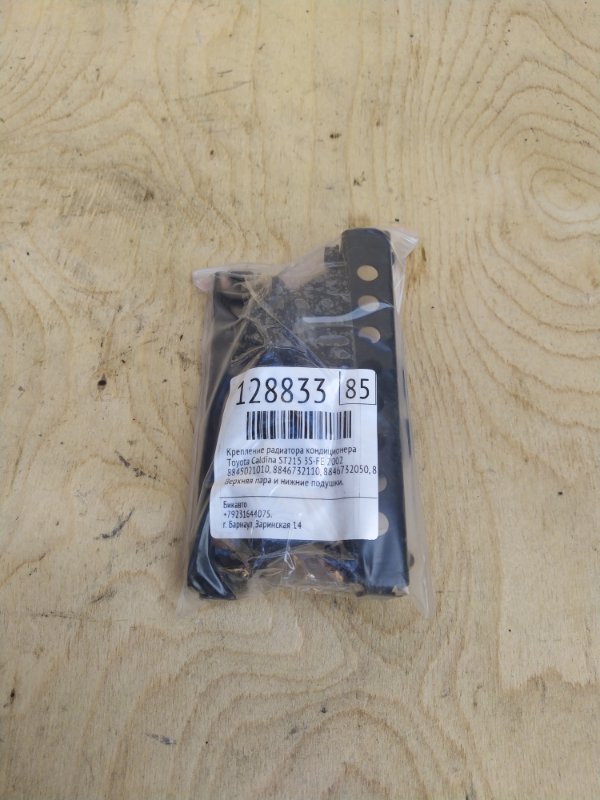 128833 85
Крепление радиатора кондиционера
Toyota Caldina ST215 3S-FE 2002
8845021010, 8846732110, 8846732050, 8
Верхняя пара и нижние подушки.
Бикавто
+79231644075,
г. Барнаул, Заринская 14